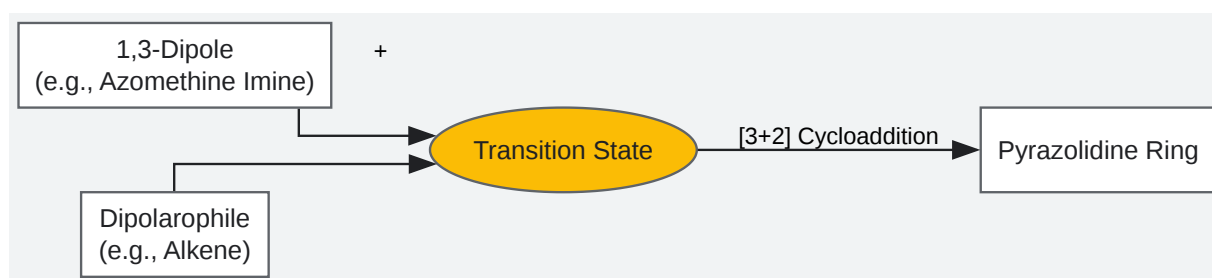 1,3-Dipole
(e.g., Azomethine Imine)
+
Transition State
[3+2] Cycloaddition
Pyrazolidine Ring
Dipolarophile
(e.g., Alkene)